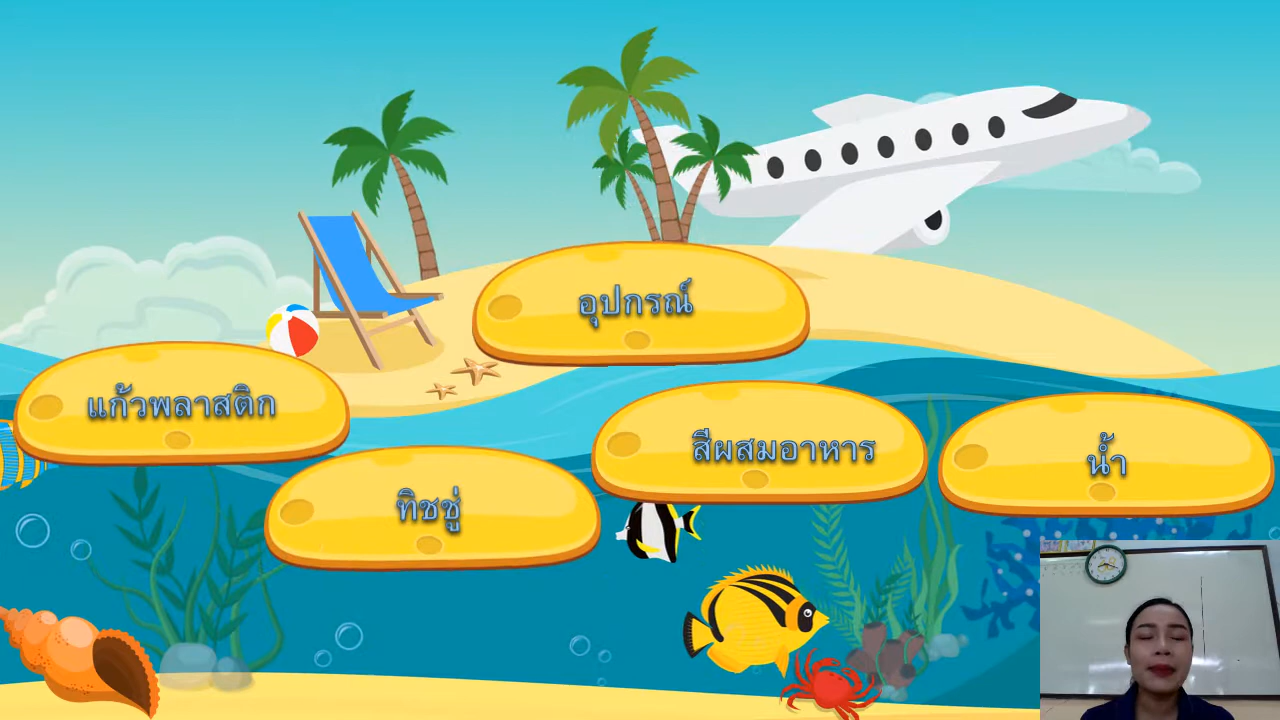 อุปกรณ์
แก้วพลาสติก
ทิชชู่
สีผสมอาหาร
น้ำ